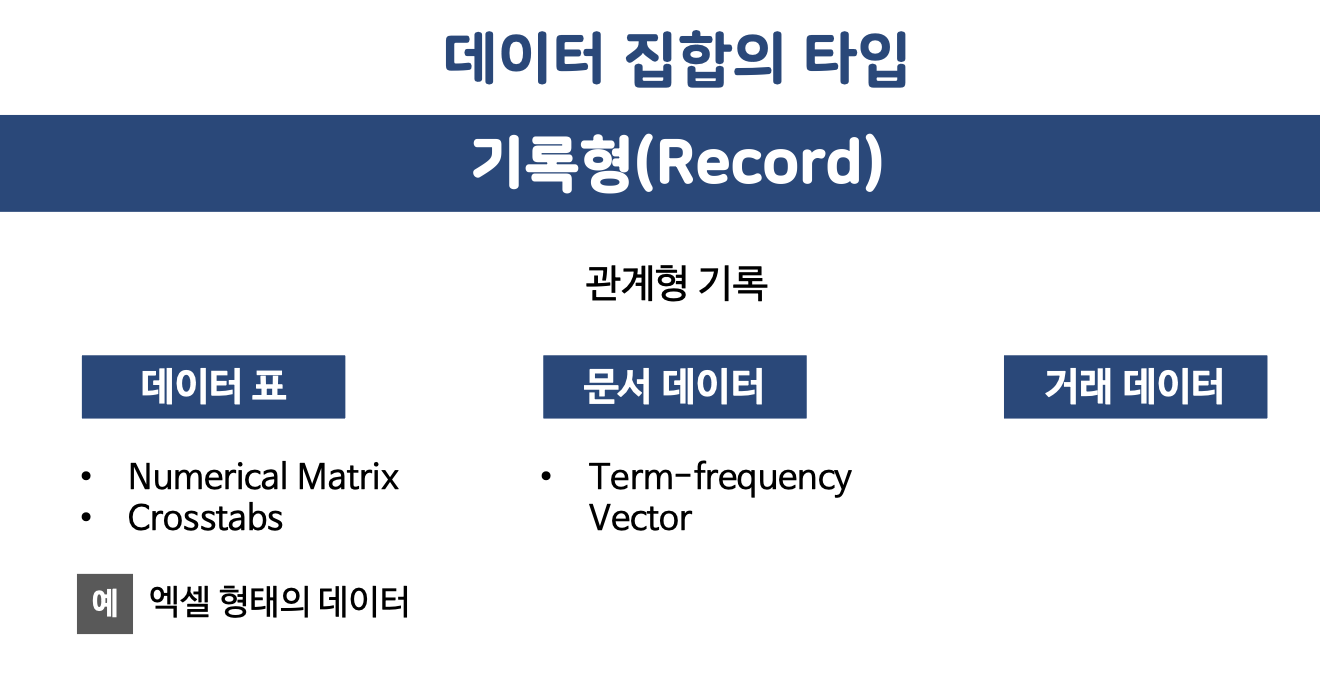 데이터 집합의 타입
기록형(Record)
관계형 기록
데이터 표
• Numerical Matrix
• Crosstabs
예 엑셀 형태의 데이터
문서 데이터
• Term-frequency
Vector
거래 데이터